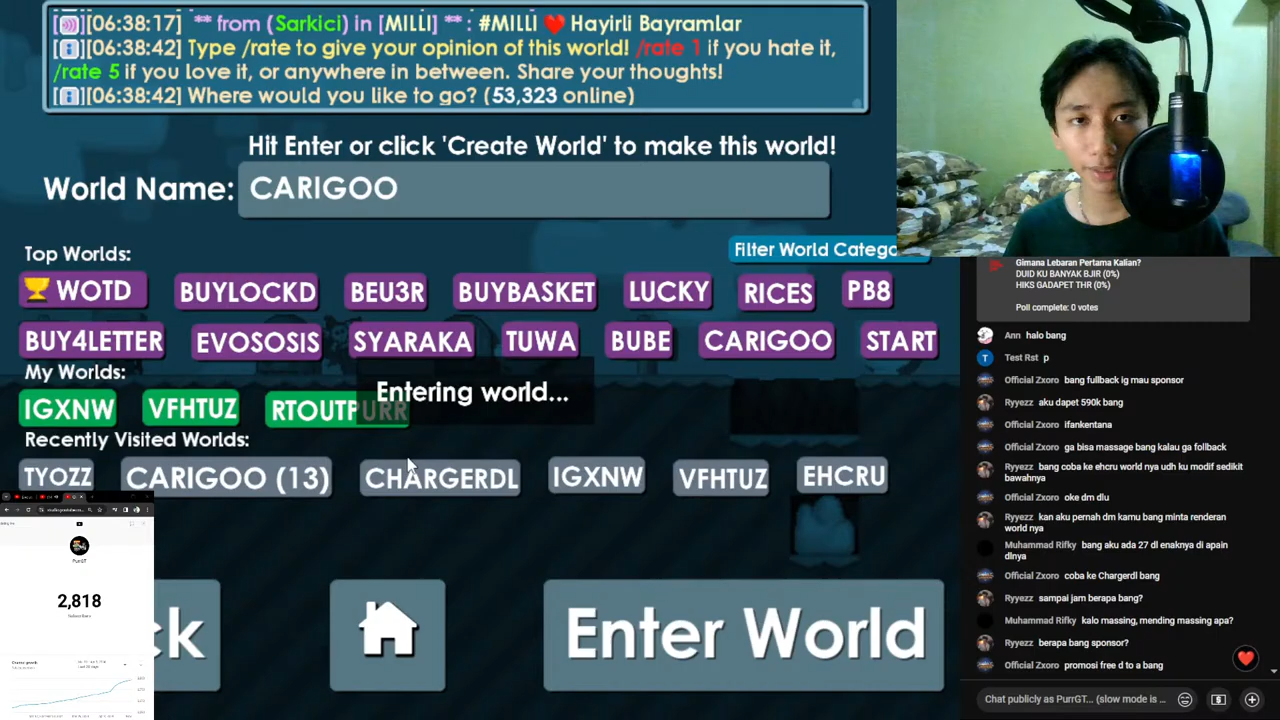 [06:38:17] ** from (Sarkici) in [MILLI] ** : #MILLI ❤ Hayirli Bayramlar
[06:38:42] Type /rate to give your opinion of this world! /rate 1 if you hate it,
/rate 5 if you love it, or anywhere in between. Share your thoughts!
[06:38:42] Where would you like to go? (53,323 online)
Hit Enter or click 'Create World' to make this world!
World Name: CARIGOO
Top Worlds:
Filter World Catego
WOTD BUYLOCKD BEU3R BUYBASKET LUCKY RICES PB8
BUY4LETTER EVOSOSIS SYARAKA TUWA BUBE CARIGOO START
My Worlds:
Entering world...
IGXNW VFHTUZ RTOUTPURR
Recently Visited Worlds:
TYOZZ CARIGOO (13) CHARGERDL IGXNW VFHTUZ EHCRU
ck
Enter World
PurrGT
2,818
Gimana Lebaran Pertama Kalian?
DUID KU BANYAK BJIR (0%)
HIKS GADAPET THR (0%)
Poll complete: 0 votes
Ann halo bang
T Test Rst p
Official Zxoro bang fullback ig mau sponsor
Ryyezz aku dapet 590k bang
Official Zxoro ifankentana
Official Zxoro ga bisa massage bang kalau ga follback
Ryyezz bang coba ke ehcru world nya udh ku modif sedikit
bawahnya
Official Zxoro oke dm dlu
Ryyezz kan aku pernah dm kamu bang minta renderan
world nya
Muhammad Rifky bang aku ada 27 dl enaknya di apain
dlnya
Official Zxoro coba ke Chargerdl bang
Ryyezz sampai jam berapa bang?
Muhammad Rifky kalo massing, mending massing apa?
Ryyezz berapa bang sponsor?
Official Zxoro promosi free d to a bang
Chat publicly as PurrGT... (slow mode is ...